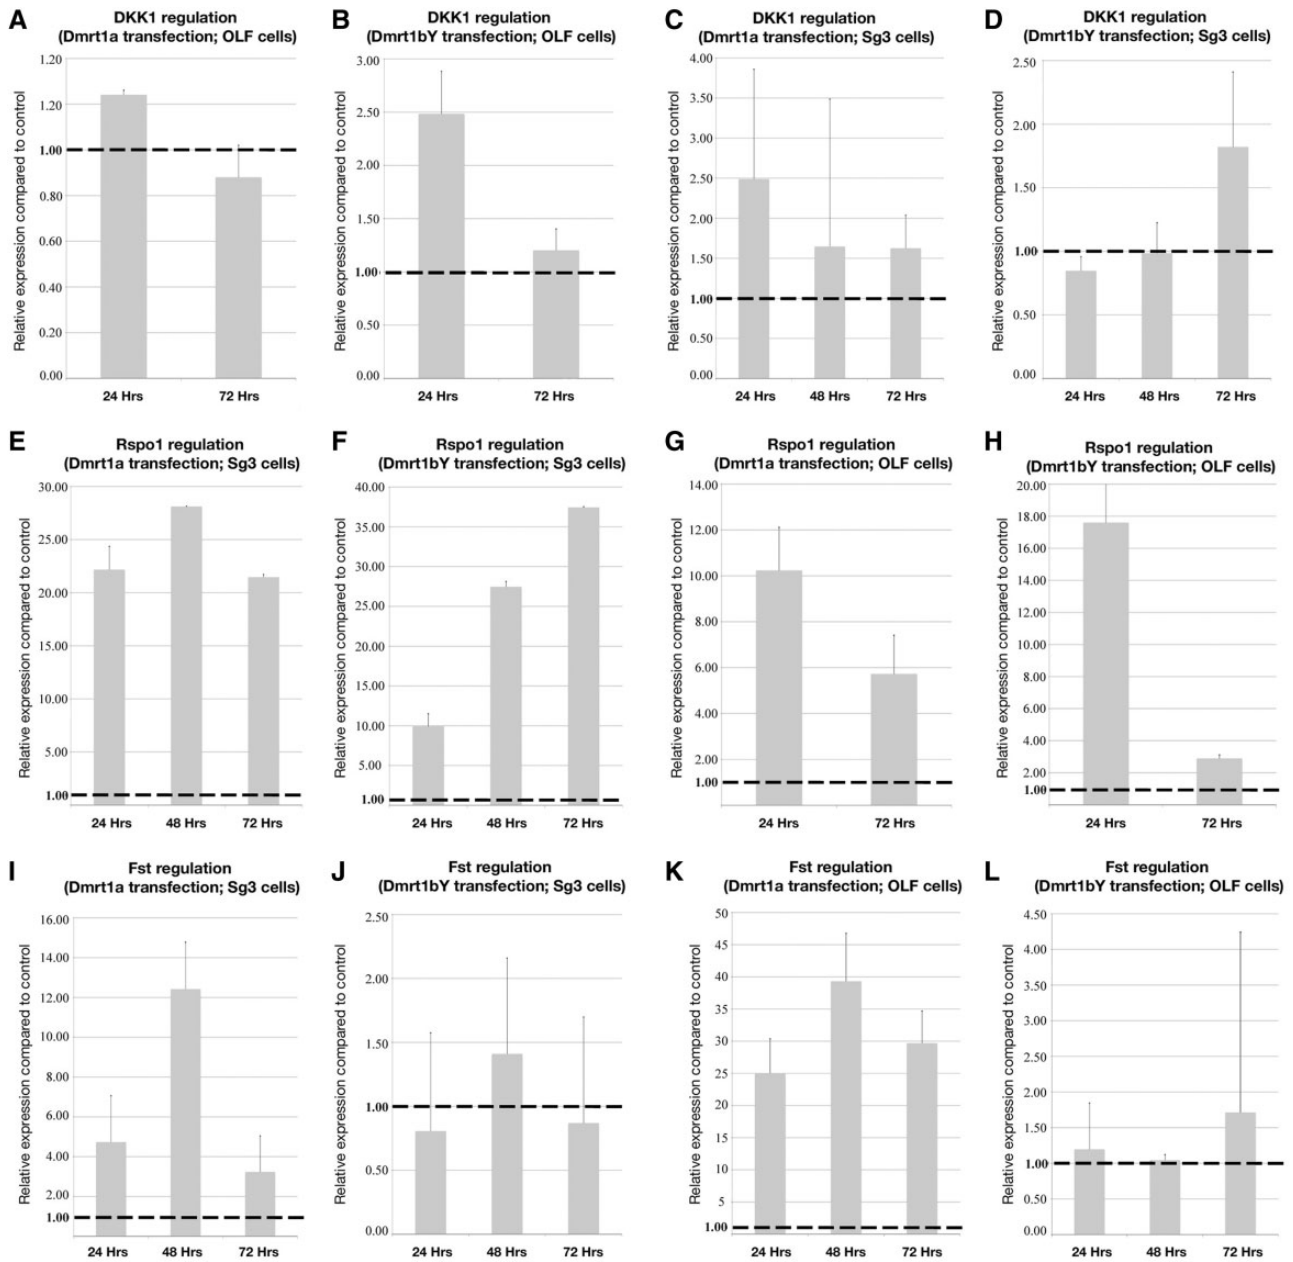 A
DKK1 regulation
(Dmrt1a transfection; OLF cells)
Relative expression compared to control
1.20
1.20
1.00
0.80
0.60
0.40
0.20
0.00
24 Hrs 72 Hrs
B
DKK1 regulation
(Dmrt1bY transfection; OLF cells)
Relative expression compared to control
3.00
2.50
2.00
1.50
1.00
0.50
0.00
24 Hrs 72 Hrs
C
DKK1 regulation
(Dmrt1a transfection; Sg3 cells)
Relative expression compared to control
4.00
3.50
3.00
2.50
2.00
1.50
1.00
0.50
0.00
24 Hrs 48 Hrs 72 Hrs
D
DKK1 regulation
(Dmrt1bY transfection; Sg3 cells)
Relative expression compared to control
2.50
2.00
1.50
1.00
0.50
0.00
24 Hrs 48 Hrs 72 Hrs
E
Rspo1 regulation
(Dmrt1a transfection; Sg3 cells)
Relative expression compared to control
30.00
25.00
20.00
15.00
10.00
5.00
1.00
24 Hrs 48 Hrs 72 Hrs
F
Rspo1 regulation
(Dmrt1bY transfection; Sg3 cells)
Relative expression compared to control
40.00
35.00
30.00
25.00
20.00
15.00
10.00
5.00
1.00
24 Hrs 48 Hrs 72 Hrs
G
Rspo1 regulation
(Dmrt1a transfection; OLF cells)
Relative expression compared to control
14.00
12.00
10.00
8.00
6.00
4.00
2.00
1.00
24 Hrs 72 Hrs
H
Rspo1 regulation
(Dmrt1bY transfection; OLF cells)
Relative expression compared to control
20.00
18.00
16.00
14.00
12.00
10.00
8.00
6.00
4.00
2.00
1.00
24 Hrs 72 Hrs
I
Fst regulation
(Dmrt1a transfection; Sg3 cells)
Relative expression compared to control
16.00
14.00
12.00
10.00
8.00
6.00
4.00
2.00
1.00
24 Hrs 48 Hrs 72 Hrs
J
Fst regulation
(Dmrt1bY transfection; Sg3 cells)
Relative expression compared to control
2.50
2.00
1.50
1.00
0.50
0.00
24 Hrs 48 Hrs 72 Hrs
K
Fst regulation
(Dmrt1a transfection; OLF cells)
Relative expression compared to control
50
45
40
35
30
25
20
15
10
5
1.00
24 Hrs 48 Hrs 72 Hrs
L
Fst regulation
(Dmrt1bY transfection; OLF cells)
Relative expression compared to control
4.50
4.00
3.50
4.00
2.50
2.00
1.50
1.00
0.50
0.00
24 Hrs 48 Hrs 72 Hrs